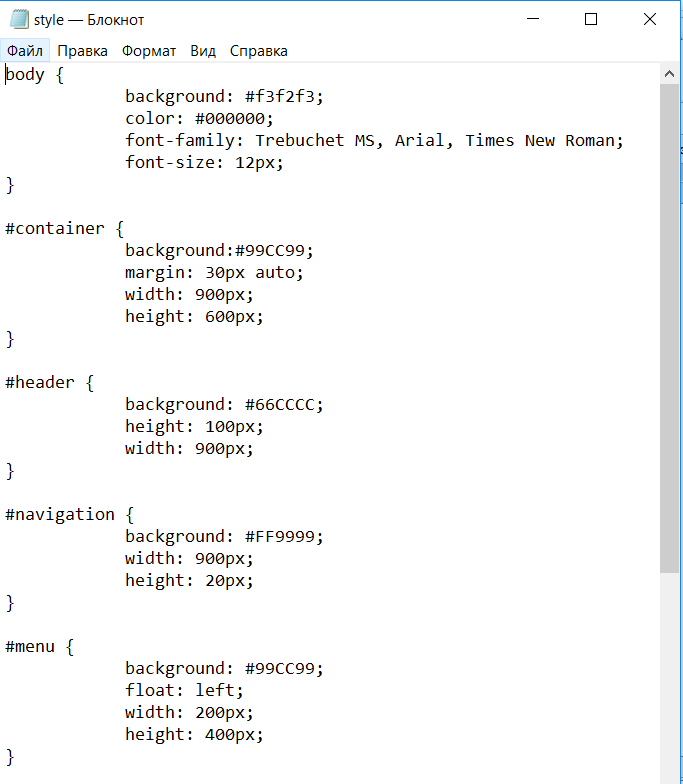 style — Блокнот
Файл Правка Формат Вид Справка
body {
background: #f3f2f3;
color: #000000;
font-family: Trebuchet MS, Arial, Times New Roman;
font-size: 12px;
}
#container {
background:#99CC99;
margin: 30px auto;
width: 900px;
height: 600px;
}
#header {
background: #66CCCC;
height: 100px;
width: 900px;
}
#navigation {
background: #FF9999;
width: 900px;
height: 20px;
}
#menu {
background: #99CC99;
float: left;
width: 200px;
height: 400px;
}